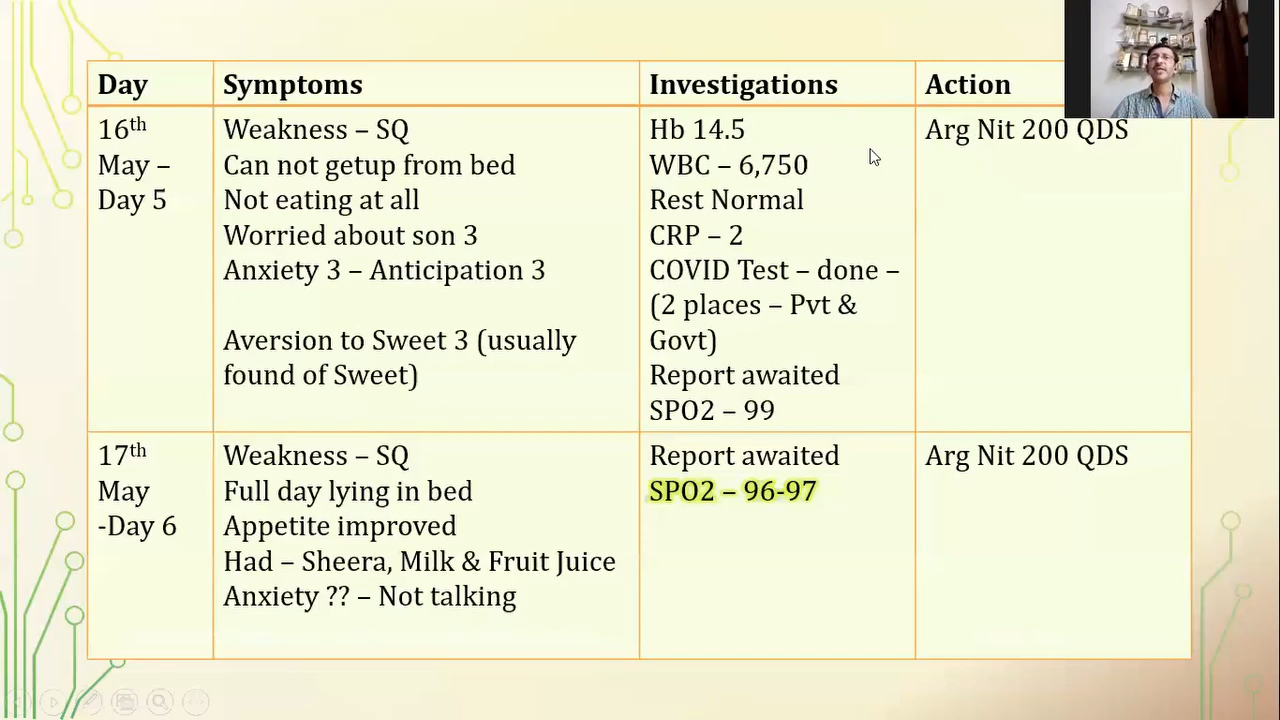 Day Symptoms Investigations Action
16th
May –
Day 5
Weakness – SQ
Can not getup from bed
Not eating at all
Worried about son 3
Anxiety 3 – Anticipation 3
Aversion to Sweet 3 (usually
found of Sweet)
Hb 14.5
WBC – 6,750
Rest Normal
CRP – 2
COVID Test – done –
(2 places – Pvt &
Govt)
Report awaited
SPO2 – 99
Arg Nit 200 QDS
17th
May
-Day 6
Weakness – SQ
Full day lying in bed
Appetite improved
Had – Sheera, Milk & Fruit Juice
Anxiety ?? – Not talking
Report awaited
SPO2 – 96-97
Arg Nit 200 QDS